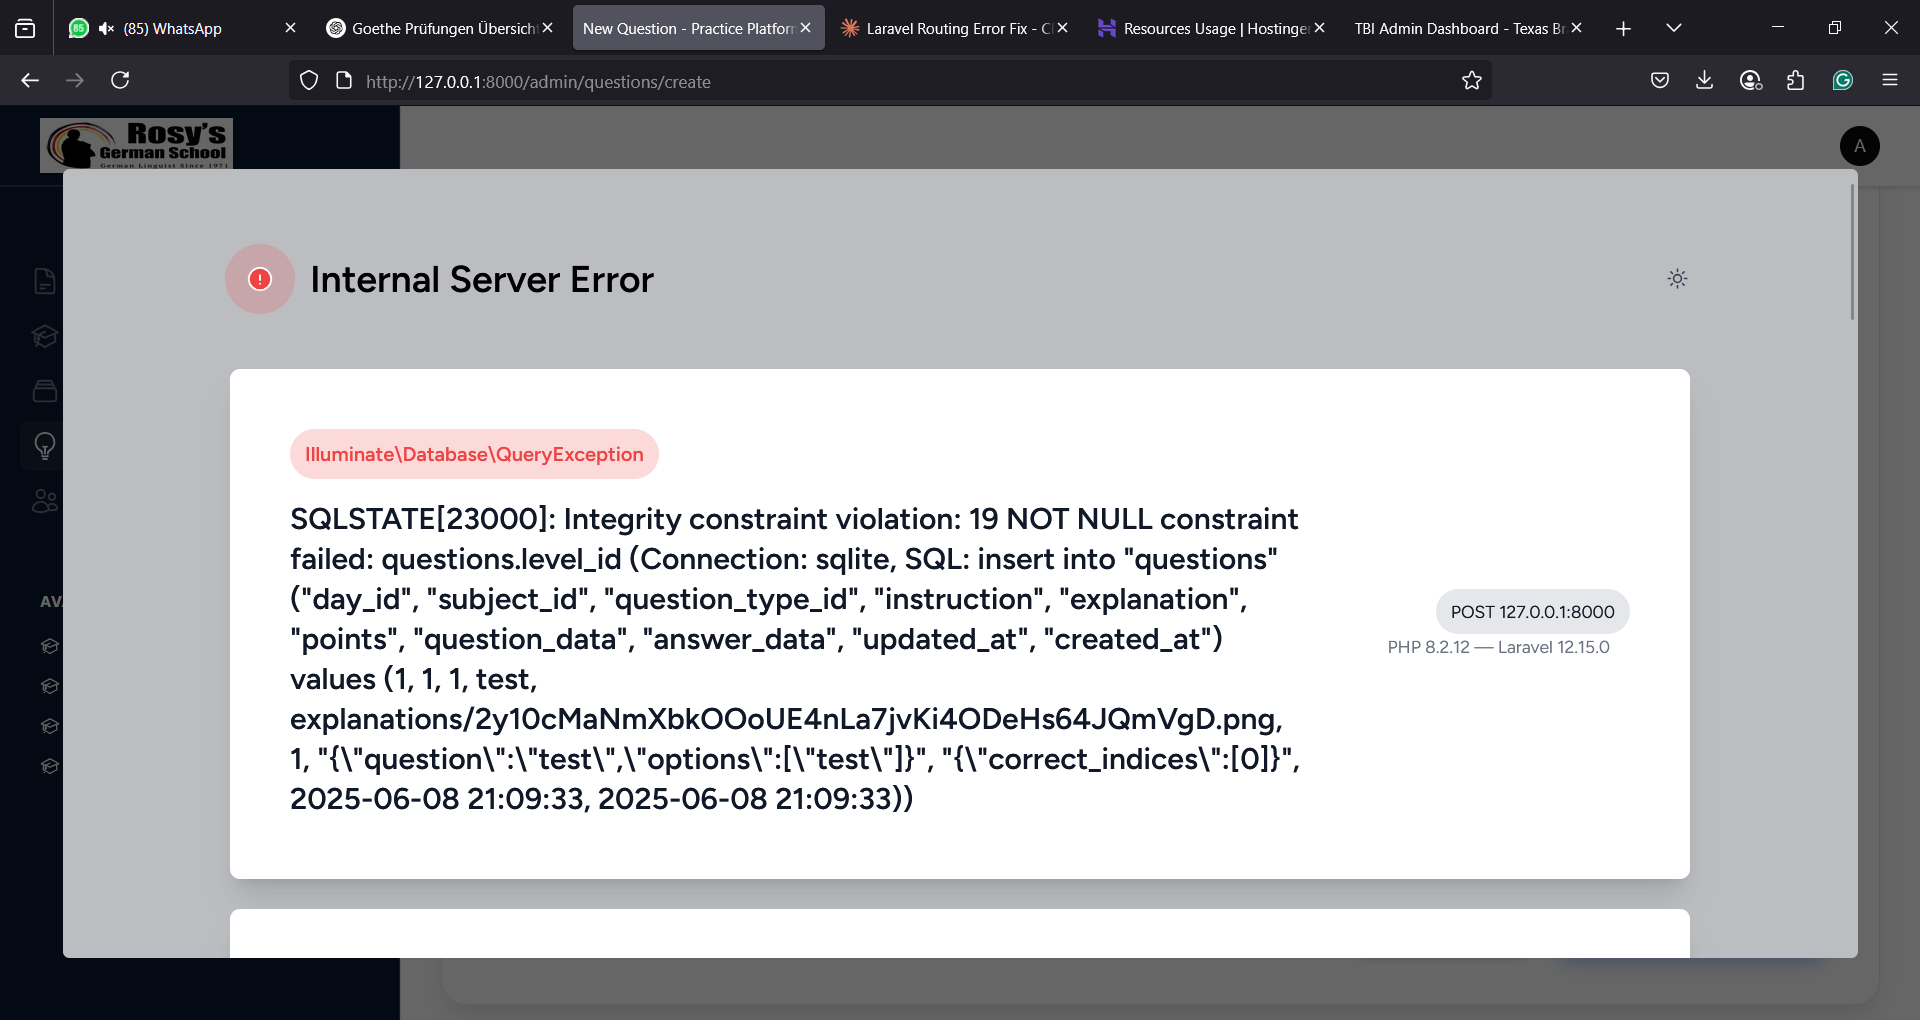 (85) WhatsApp
Goethe Prüfungen Übersicht
New Question - Practice Platform
Laravel Routing Error Fix - Cl
Resources Usage | Hostinger
TBI Admin Dashboard - Texas Br
http://127.0.0.1:8000/admin/questions/create
Rosy's
German School
German Linguist Since 1971
A
Internal Server Error
Illuminate\Database\QueryException
SQLSTATE[23000]: Integrity constraint violation: 19 NOT NULL constraint
failed: questions.level_id (Connection: sqlite, SQL: insert into "questions"
("day_id", "subject_id", "question_type_id", "instruction", "explanation",
"points", "question_data", "answer_data", "updated_at", "created_at")
values (1, 1, 1, test,
explanations/2y10cMaNmXbkOOoUE4nLa7jvKi4ODeHs64JQmVgD.png,
1, "{\"question\":\"test\",\"options\":[\"test\"]}", "{\"correct_indices\":[0]}",
2025-06-08 21:09:33, 2025-06-08 21:09:33))
POST 127.0.0.1:8000
PHP 8.2.12 — Laravel 12.15.0